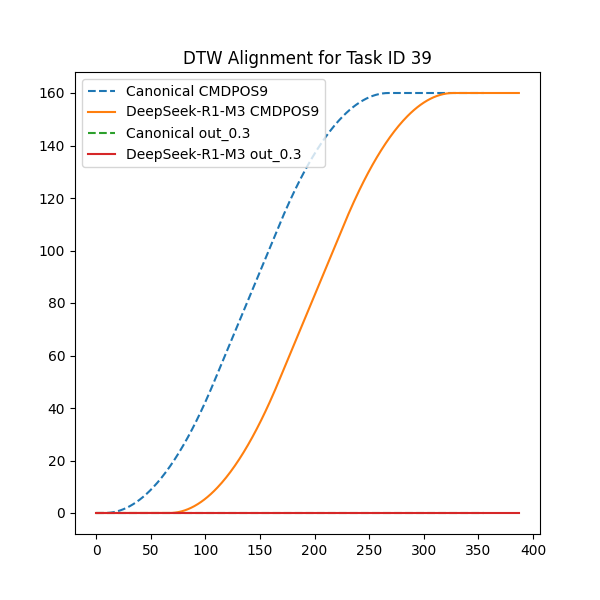 DTW Alignment for Task ID 39
Canonical CMDPOS9
DeepSeek-R1-M3 CMDPOS9
Canonical out_0.3
DeepSeek-R1-M3 out_0.3
160
140
120
100
80
60
40
20
0
0 50 100 150 200 250 300 350 400